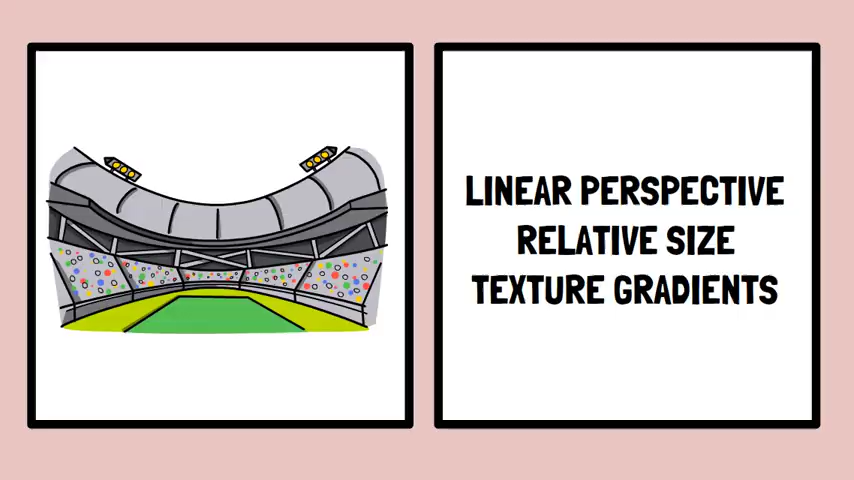 LINEAR PERSPECTIVE
RELATIVE SIZE
TEXTURE GRADIENTS